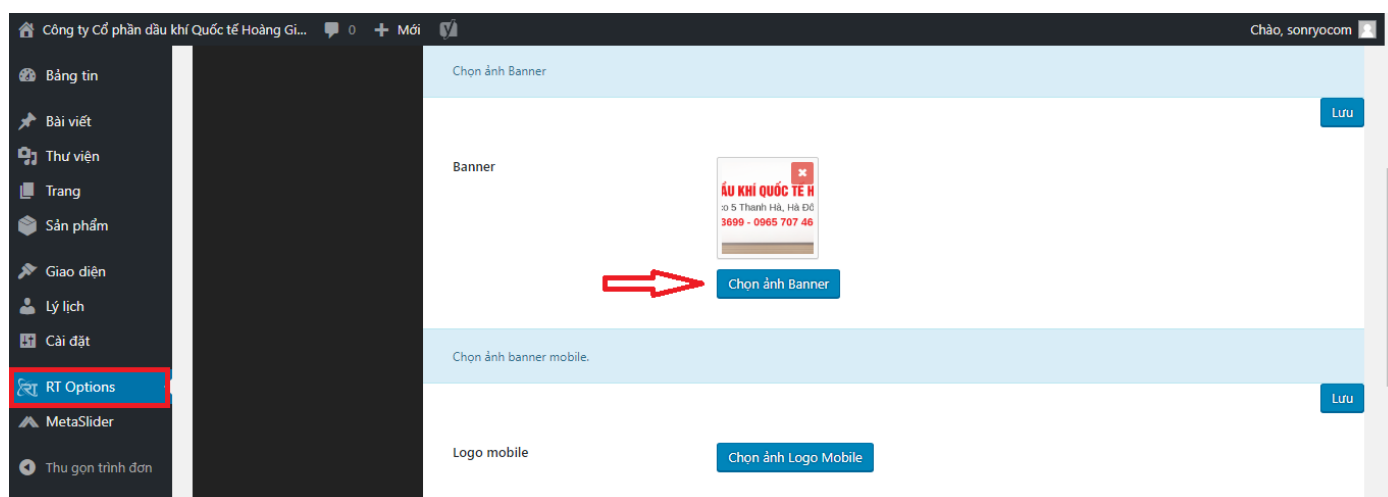 Công ty Cổ phần dầu khí Quốc tế Hoàng Gi... 0 + Mới
Chào, sonryocom
Bảng tin
Bài viết
Thư viện
Trang
Sản phẩm
Giao diện
Lý lịch
Cài đặt
RT Options
MetaSlider
Thu gọn trình đơn
Chọn ảnh Banner
Lưu
Banner
ẦU KHÍ QUỐC TẾ H
co 5 Thanh Hà, Hà Đô
3699 - 0965 707 46
Chọn ảnh Banner
Chọn ảnh banner mobile.
Lưu
Logo mobile
Chọn ảnh Logo Mobile